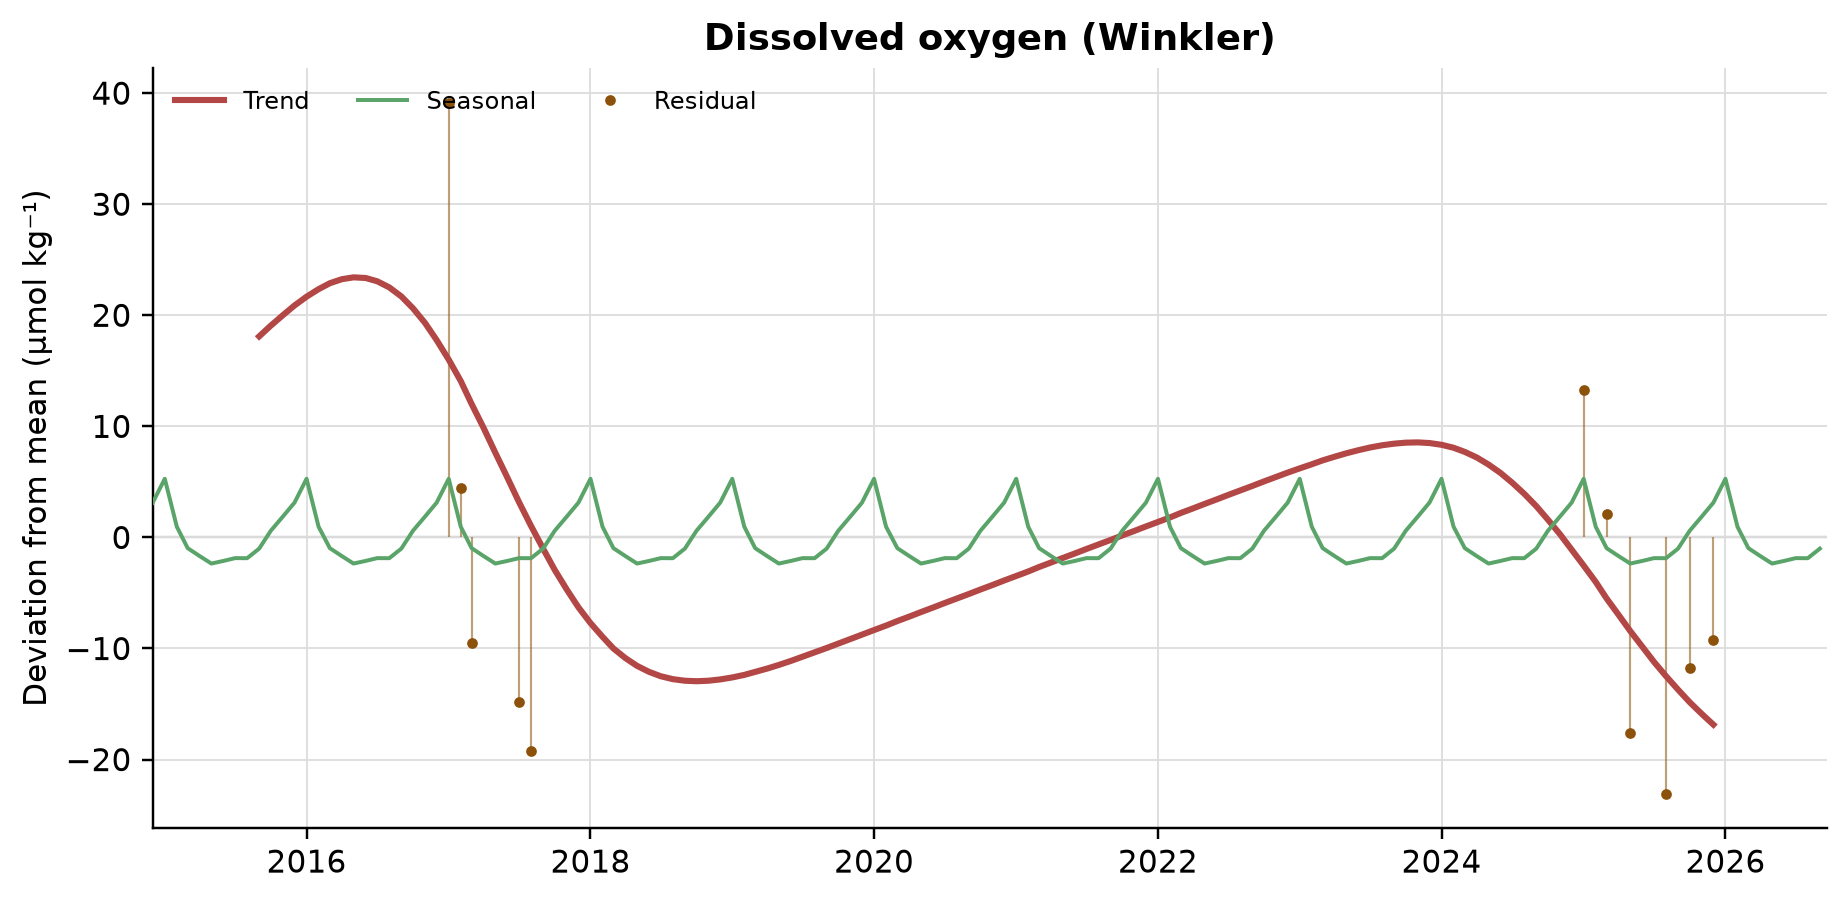 Dissolved oxygen (Winkler)
Trend
Seasonal
Residual
Deviation from mean (μmol kg⁻¹)
40
30
20
10
0
−10
−20
2016
2018
2020
2022
2024
2026